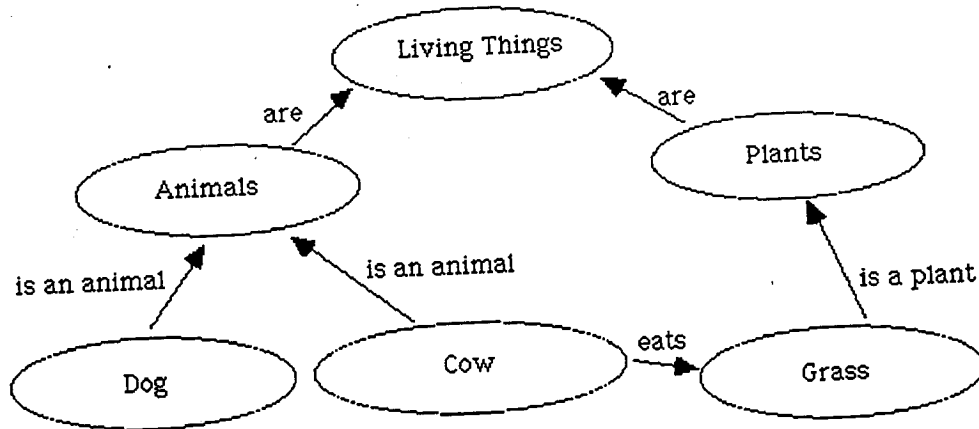 Living Things
are
are
Animals
Plants
is an animal
is an animal
is a plant
Dog
Cow
eats
Grass